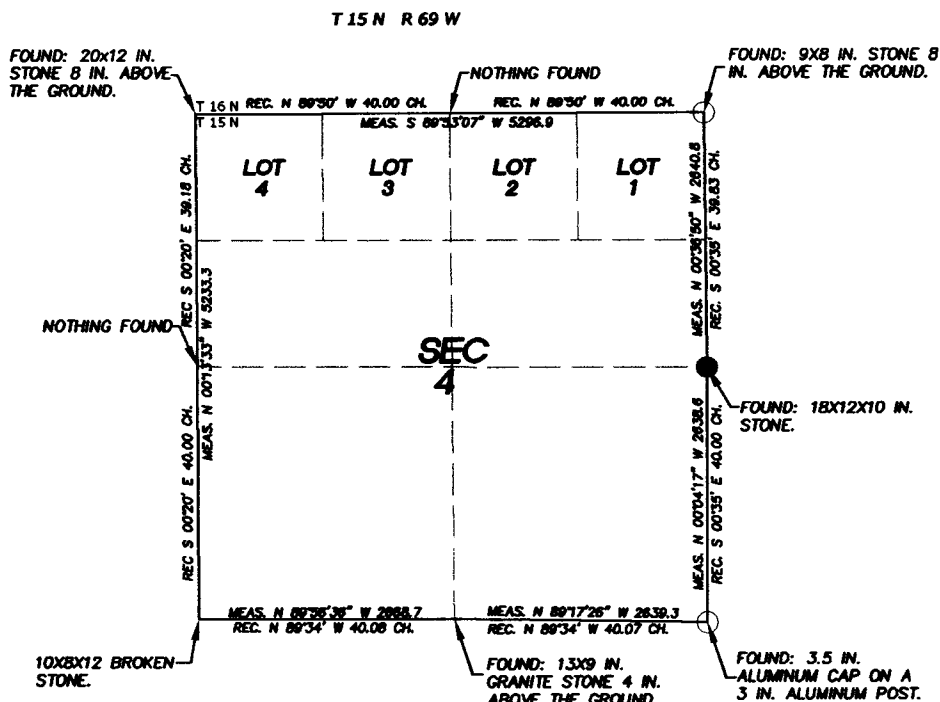 T 15 N R 69 W
FOUND: 20x12 IN.
STONE 8 IN. ABOVE
THE GROUND.
NOTHING FOUND
FOUND: 9X8 IN. STONE 8
IN. ABOVE THE GROUND.
T 16 N
T 15 N
REC. N 89°50' W 40.00 CH.
REC. N 89°50' W 40.00 CH.
MEAS. S 89°53'07" W 5296.9
LOT
4
LOT
3
LOT
2
LOT
1
REC S 00°20' E 39.18 CH.
MEAS. N 00°13'33" W 5233.3
MEAS. N 00°36'50" W 2640.8
REC. S 00°35' E 39.83 CH.
NOTHING FOUND
SEC
4
FOUND: 18X12X10 IN.
STONE.
REC S 00°20' E 40.00 CH.
MEAS. N 00°04'17" W 2638.6
REC. S 00°35' E 40.00 CH.
MEAS. N 89°56'36" W 2668.7
REC. N 89°34' W 40.08 CH.
MEAS. N 89°17'26" W 2639.3
REC. N 89°34' W 40.07 CH.
10X8X12 BROKEN
STONE.
FOUND: 13X9 IN.
GRANITE STONE 4 IN.
ABOVE THE GROUND
FOUND: 3.5 IN.
ALUMINUM CAP ON A
3 IN. ALUMINUM POST.